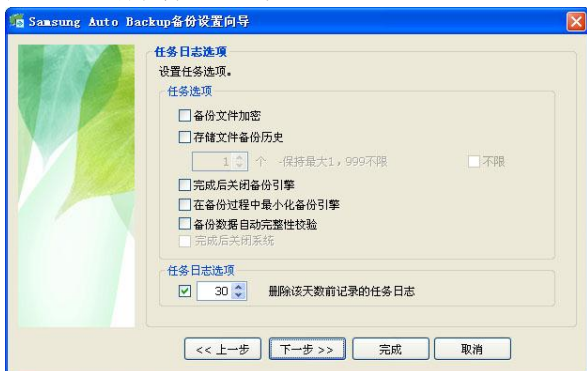 Samsung Auto Backup备份设置向导
任务日志选项
设置任务选项。
任务选项
备份文件加密
存储文件备份历史
1 个 -保持最大1,999不限 不限
完成后关闭备份引擎
在备份过程中最小化备份引擎
备份数据自动完整性校验
完成后关闭系统
任务日志选项
30 删除该天数前记录的任务日志
<< 上一步 下一步 >> 完成 取消